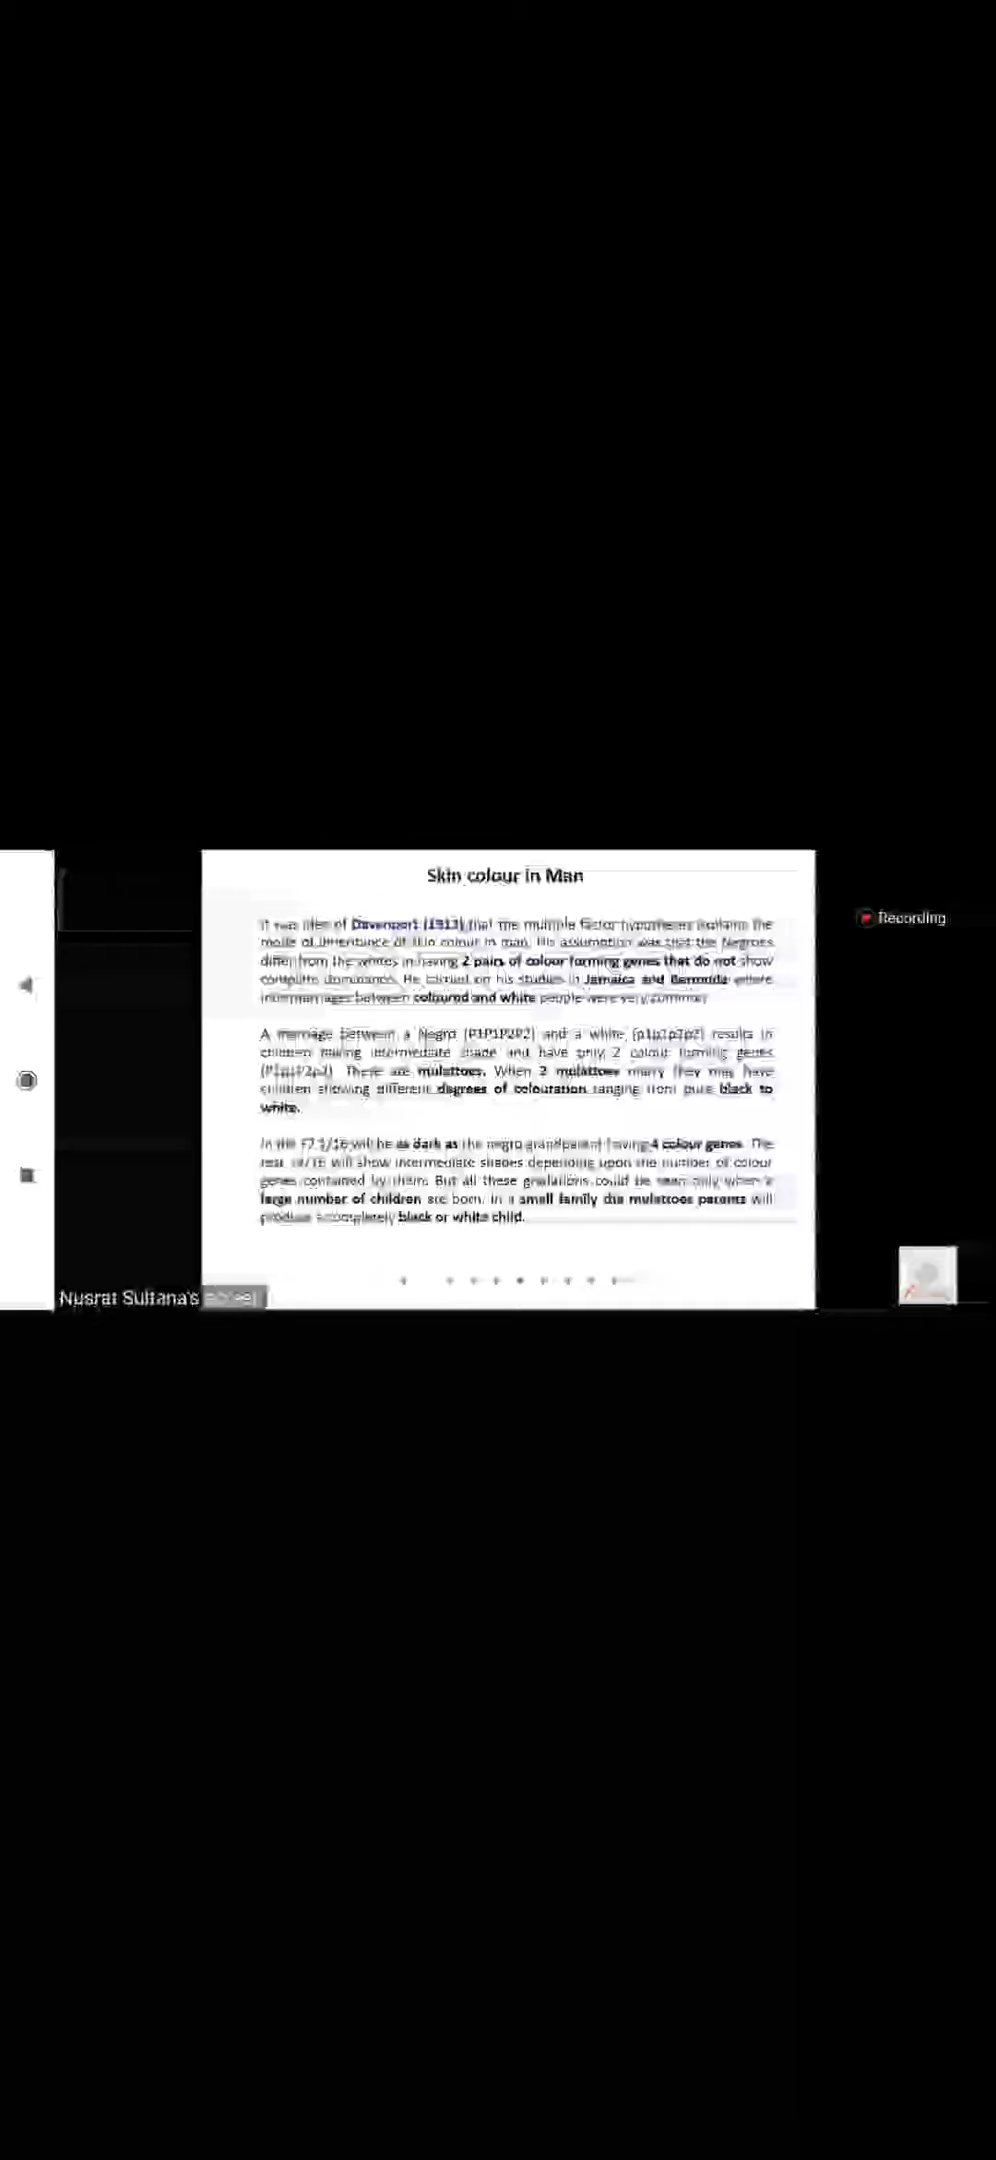 Skin colour in Man
Recording
It was idea of Davenport (1913) that the multiple factor hypotheses explains the
mode of inheritance of skin colour in man. His assumption was that the Negroes
differ from the whites in having 2 pairs of colour forming genes that do not show
complete dominance. He carried on his studies in Jamaica and Bermuda where
intermarriages between coloured and white people were very common
A marriage between a Negro (P1P1P2P2) and a white (p1p1p2p2) results in
children having intermediate shade and have only 2 colour forming genes
(P1p1P2p2). These are mulattoes. When 2 mulattoes marry they may have
children showing different degrees of colouration ranging from pure black to
white.
In the F2 1/16 will be as dark as the negro grandparent having 4 colour genes. The
rest will show intermediate shades depending upon the number of colour
genes contained by them. But all these gradations could be seen only when a
large number of children are born. In a small family the mulattoes parents will
produce a completely black or white child.
Nusrat Sultana's